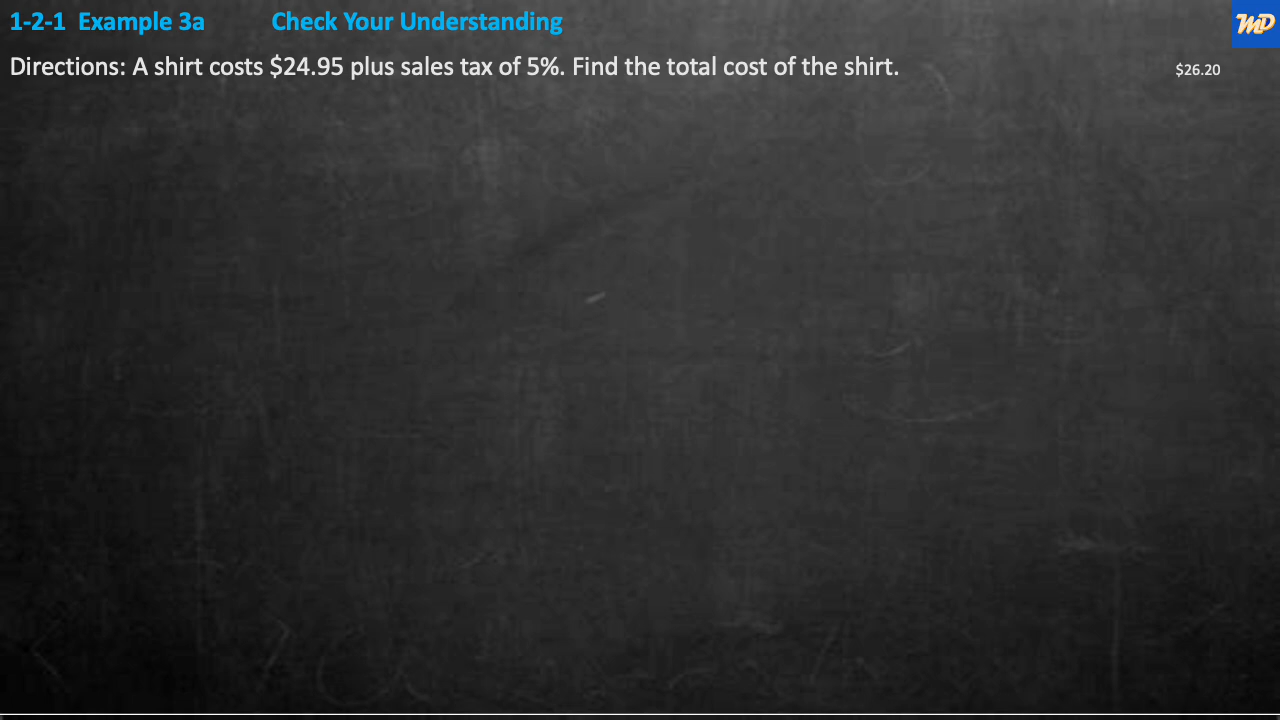 1-2-1 Example 3a Check Your Understanding
MD
Directions: A shirt costs $24.95 plus sales tax of 5%. Find the total cost of the shirt.
$26.20